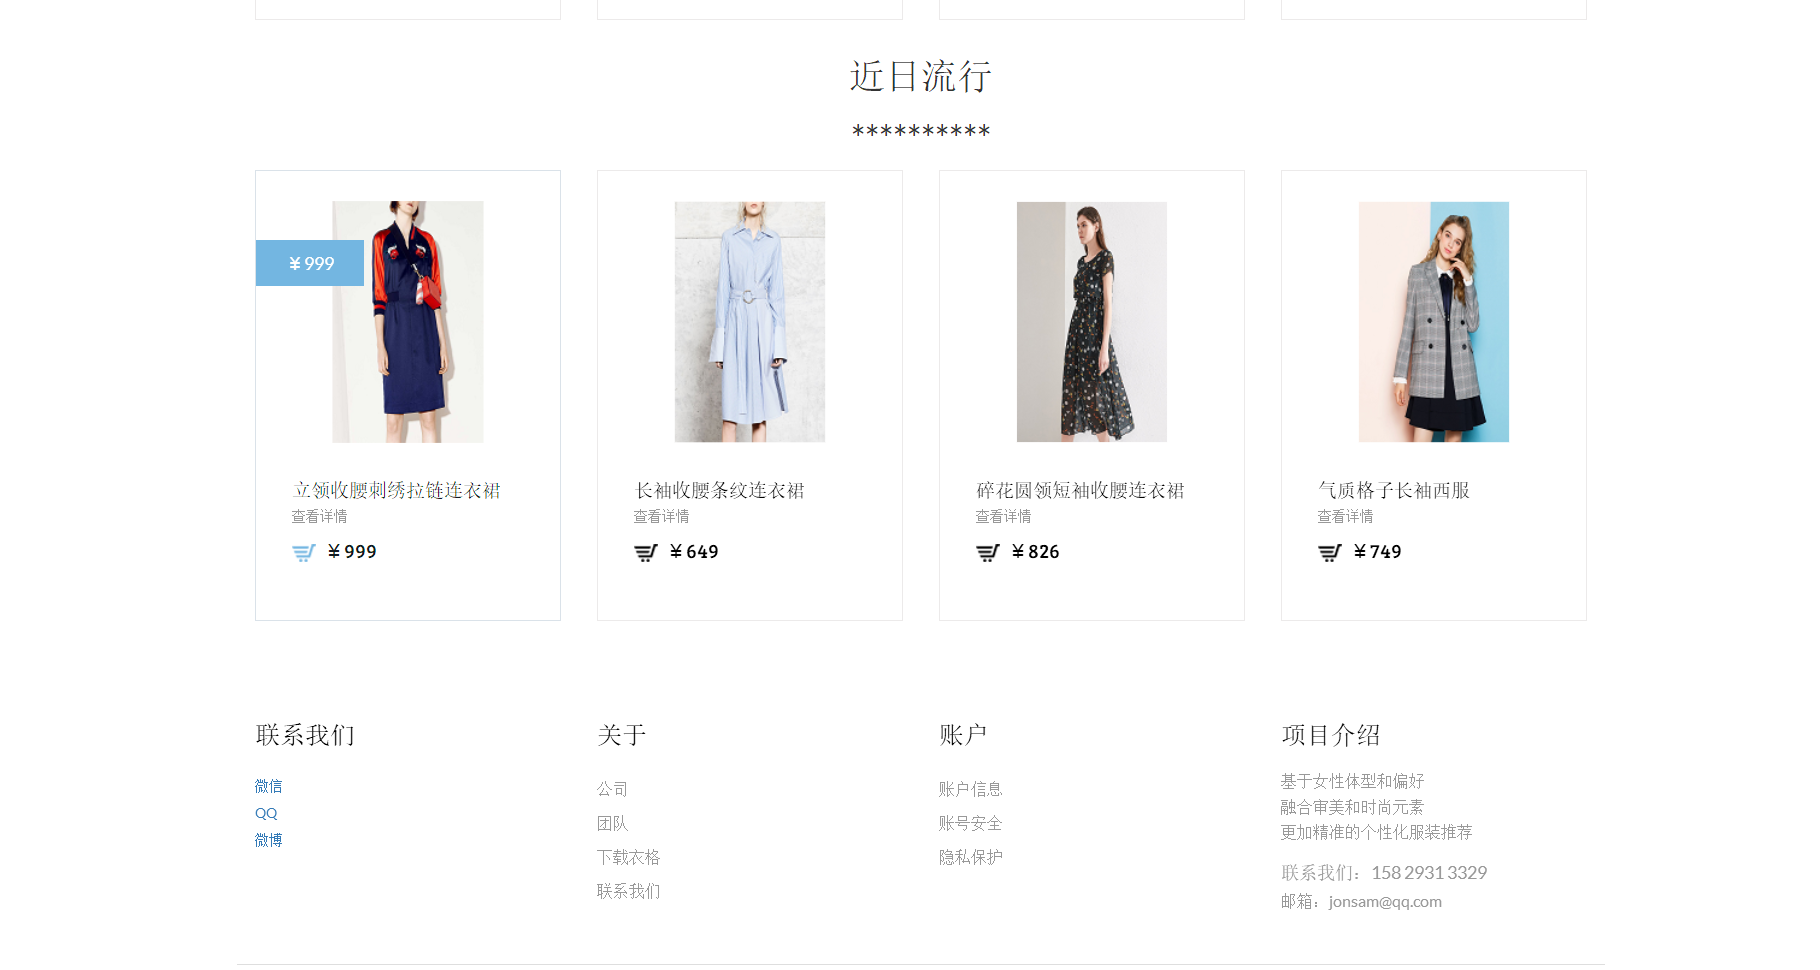 近日流行
**********
¥ 999
立领收腰刺绣拉链连衣裙
查看详情
¥ 999
长袖收腰条纹连衣裙
查看详情
¥ 649
碎花圆领短袖收腰连衣裙
查看详情
¥ 826
气质格子长袖西服
查看详情
¥ 749
联系我们
微信
QQ
微博
关于
公司
团队
下载衣格
联系我们
账户
账户信息
账号安全
隐私保护
项目介绍
基于女性体型和偏好
融合审美和时尚元素
更加精准的个性化服装推荐
联系我们：158 2931 3329
邮箱：jonsam@qq.com